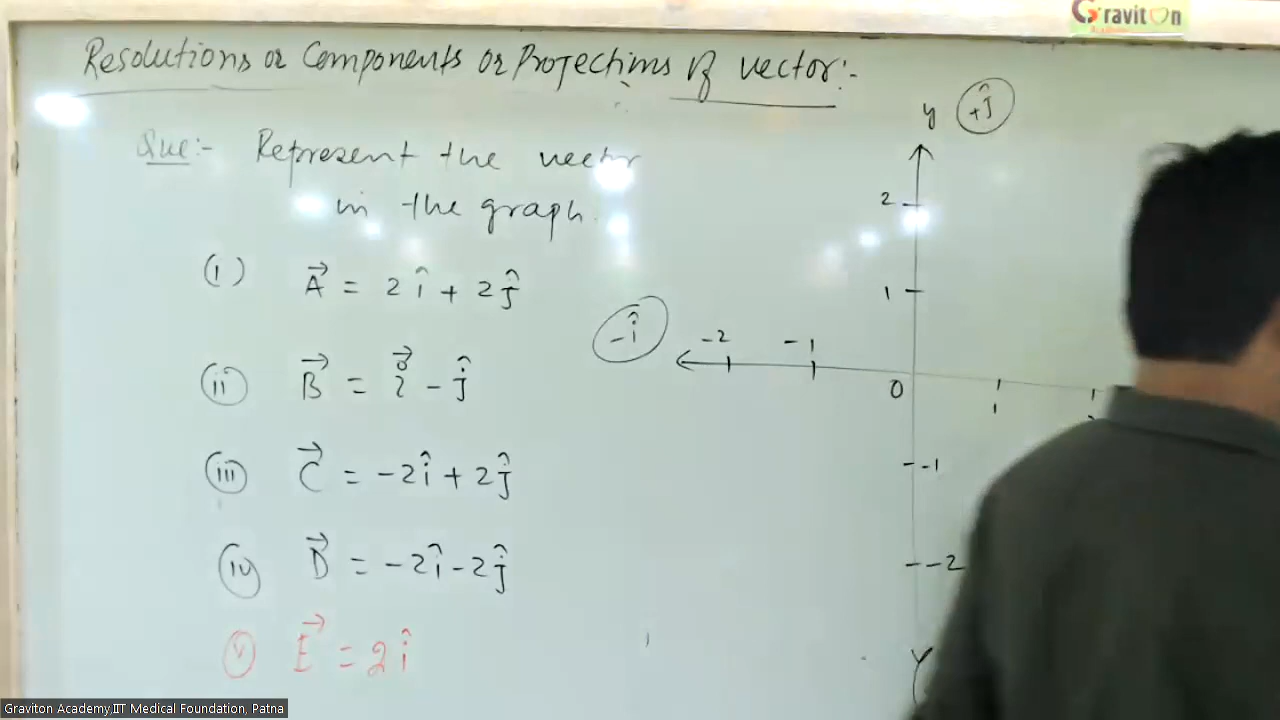 Gravit n
Resolutions or Components or Projections of vector:-
y +ĵ
Que:- Represent the vector
in the graph.
2
(i) A⃗ = 2î + 2ĵ
1
-î
-2 -1
(ii) B⃗ = î - ĵ
0 1
(iii) C⃗ = -2î + 2ĵ
-1
(iv) D⃗ = -2î - 2ĵ
-2
(v) E⃗ = 2î
Graviton Academy,IIT Medical Foundation, Patna